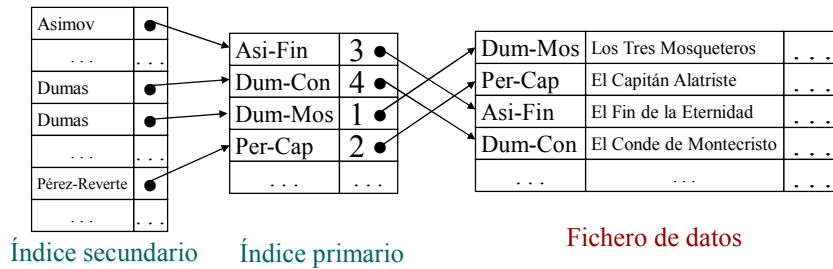 Asimov
. . . . . .
Dumas
Dumas
. . .
Pérez-Reverte
. . . . . .
Índice secundario
Asi-Fin 3
Dum-Con 4
Dum-Mos 1
Per-Cap 2
. . . . . .
Índice primario
Dum-Mos Los Tres Mosqueteros . . .
Per-Cap El Capitán Alatriste . . .
Asi-Fin El Fin de la Eternidad . . .
Dum-Con El Conde de Montecristo . . .
. . . . . . . . .
Fichero de datos